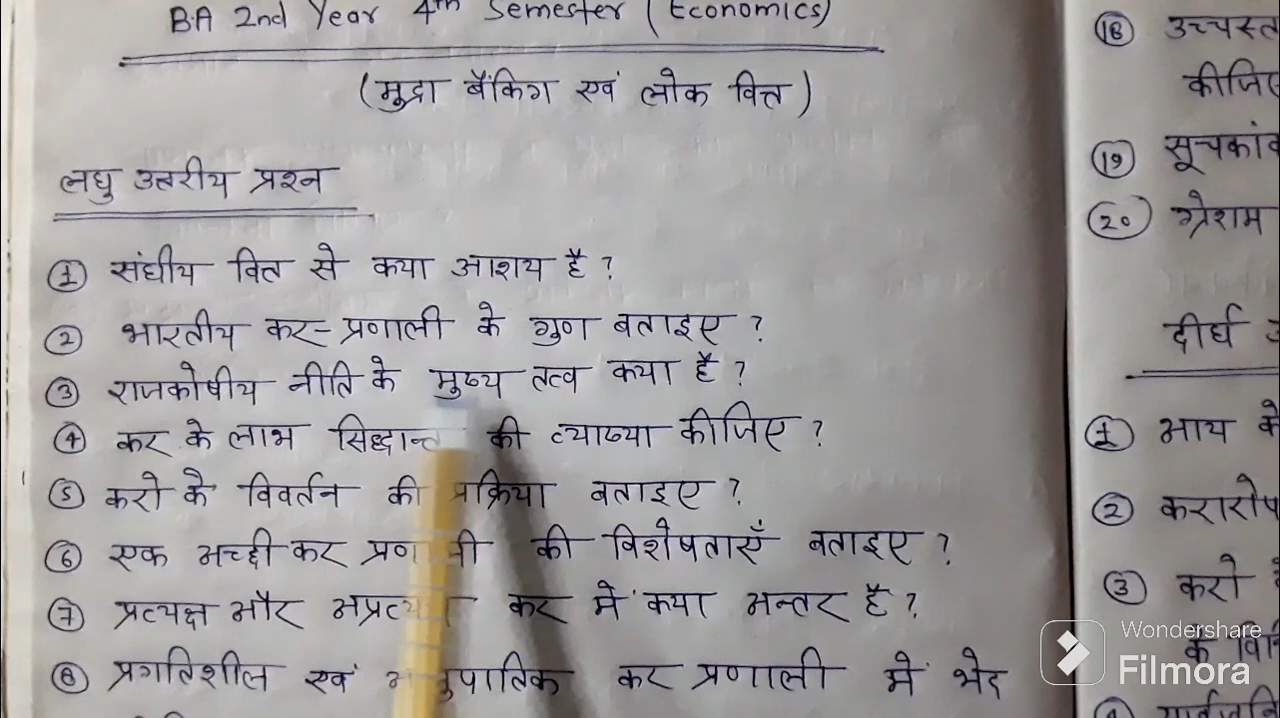 B.A 2nd Year 4th Semester (Economics)
(मुद्रा बैंकिग एवं लोक वित्त)
लघु उत्तरीय प्रश्न
① संघीय वित्त से क्या आशय है ?
② भारतीय कर-प्रणाली के गुण बताइए ?
③ राजकोषीय नीति के मुख्य तत्व क्या है ?
④ कर के लाभ सिद्धान्त की व्याख्या कीजिए ?
⑤ करो के विवर्तन की प्रक्रिया बताइए ?
⑥ एक अच्छी कर प्रणाली की विशेषताएँ बताइए ?
⑦ प्रत्यक्ष और अप्रत्यक्ष कर में क्या अन्तर है ?
⑧ प्रगतिशील एवं अनुपातिक कर प्रणाली में भेद
⑱ उच्चस्त
कीजिए
⑲ सूचकांक
⑳ ग्रेशम
दीर्घ
① आय के
② करारोप
③ करो
के
④
Wondershare
Filmora